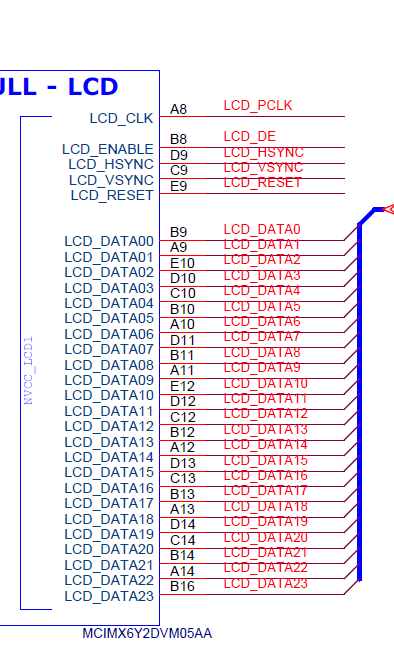 ULL - LCD
LCD_CLK A8 LCD_PCLK
LCD_ENABLE B8 LCD_DE
LCD_HSYNC D9 LCD_HSYNC
LCD_VSYNC C9 LCD_VSYNC
LCD_RESET E9 LCD_RESET
LCD_DATA00 B9 LCD_DATA0
LCD_DATA01 A9 LCD_DATA1
LCD_DATA02 E10 LCD_DATA2
LCD_DATA03 D10 LCD_DATA3
LCD_DATA04 C10 LCD_DATA4
LCD_DATA05 B10 LCD_DATA5
LCD_DATA06 A10 LCD_DATA6
LCD_DATA07 D11 LCD_DATA7
LCD_DATA08 B11 LCD_DATA8
LCD_DATA09 A11 LCD_DATA9
LCD_DATA10 E12 LCD_DATA10
LCD_DATA11 D12 LCD_DATA11
LCD_DATA12 C12 LCD_DATA12
LCD_DATA13 B12 LCD_DATA13
LCD_DATA14 A12 LCD_DATA14
LCD_DATA15 D13 LCD_DATA15
LCD_DATA16 C13 LCD_DATA16
LCD_DATA17 B13 LCD_DATA17
LCD_DATA18 A13 LCD_DATA18
LCD_DATA19 D14 LCD_DATA19
LCD_DATA20 C14 LCD_DATA20
LCD_DATA21 B14 LCD_DATA21
LCD_DATA22 A14 LCD_DATA22
LCD_DATA23 B16 LCD_DATA23
NVCC_LCD1
MCIMX6Y2DVM05AA